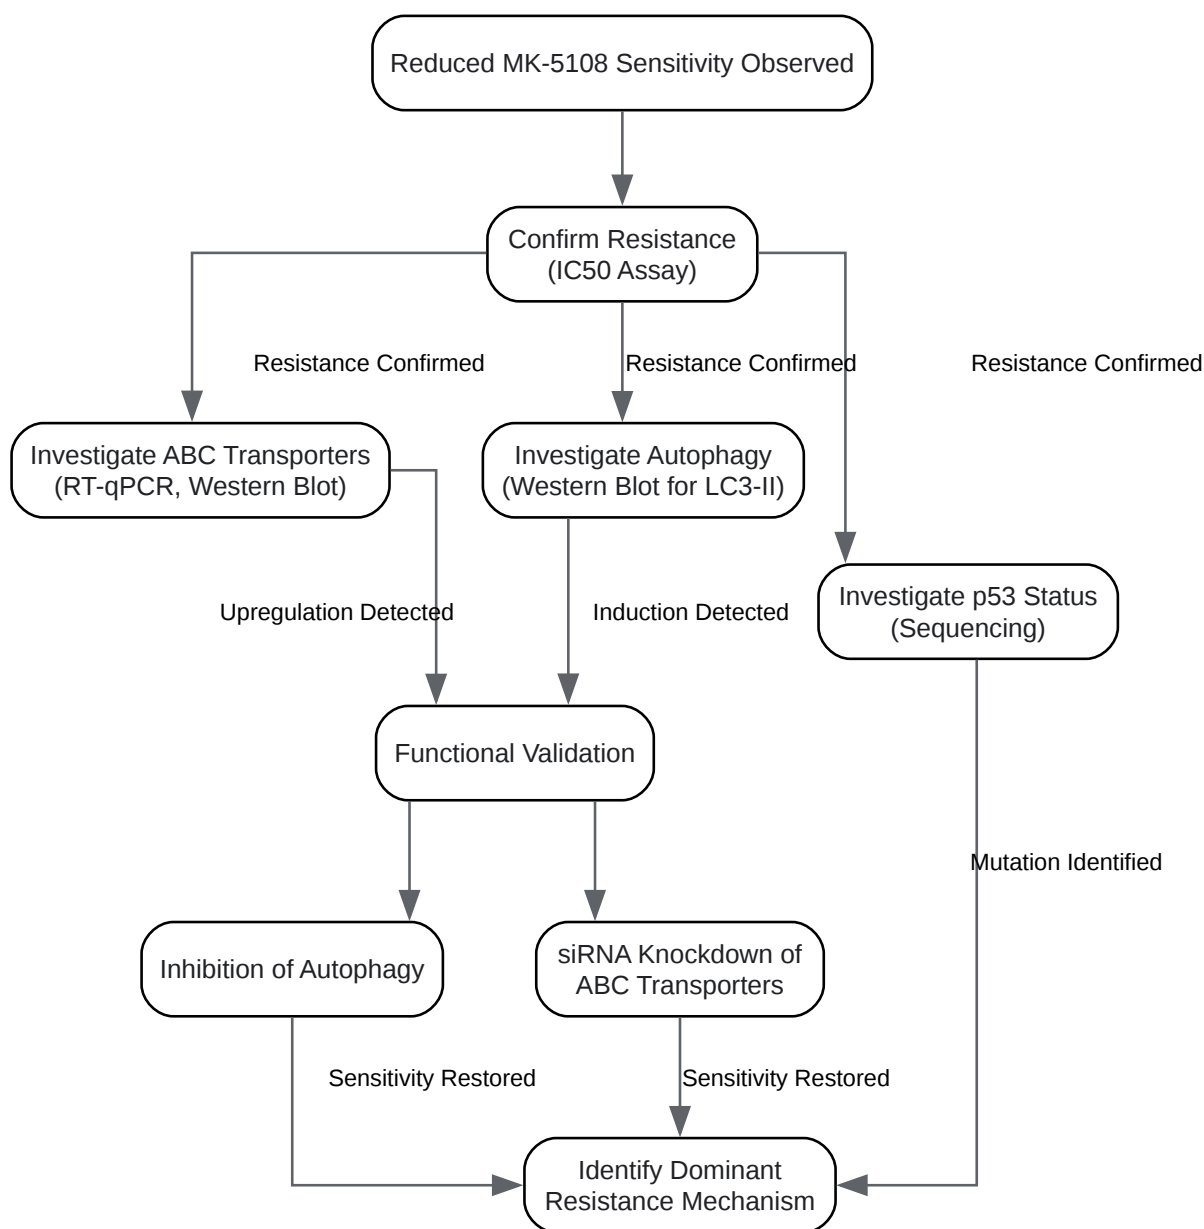 Reduced MK-5108 Sensitivity Observed
Confirm Resistance
(IC50 Assay)
Resistance Confirmed
Resistance Confirmed
Resistance Confirmed
Investigate ABC Transporters
(RT-qPCR, Western Blot)
Investigate Autophagy
(Western Blot for LC3-II)
Investigate p53 Status
(Sequencing)
Upregulation Detected
Induction Detected
Functional Validation
Mutation Identified
Inhibition of Autophagy
siRNA Knockdown of
ABC Transporters
Sensitivity Restored
Sensitivity Restored
Identify Dominant
Resistance Mechanism